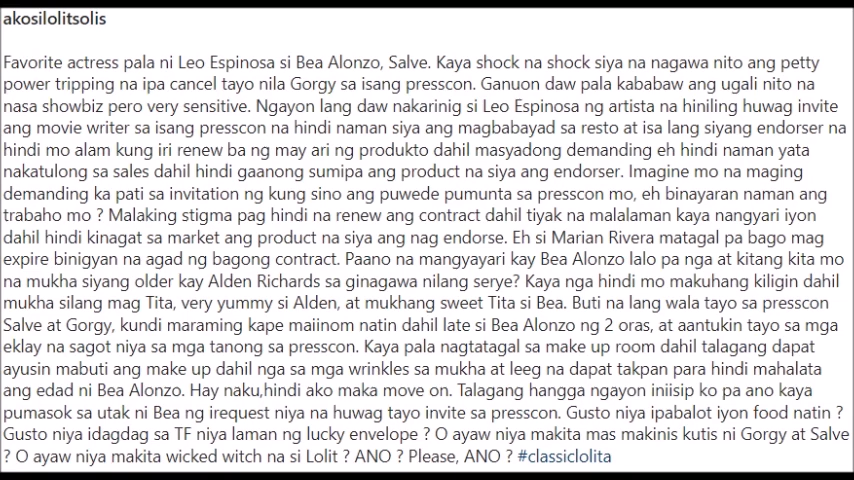 akosilolitsolis
Favorite actress pala ni Leo Espinosa si Bea Alonzo, Salve. Kaya shock na shock siya na nagawa nito ang petty
power tripping na ipa cancel tayo nila Gorgy sa isang presscon. Ganuon daw pala kababaw ang ugali nito na
nasa showbiz pero very sensitive. Ngayon lang daw nakarinig si Leo Espinosa ng artista na hiniling huwag invite
ang movie writer sa isang presscon na hindi naman siya ang magbabayad sa resto at isa lang siyang endorser na
hindi mo alam kung iri renew ba ng may ari ng produkto dahil masyadong demanding eh hindi naman yata
nakatulong sa sales dahil hindi gaanong sumipa ang product na siya ang endorser. Imagine mo na maging
demanding ka pati sa invitation ng kung sino ang puwede pumunta sa presscon mo, eh binayaran naman ang
trabaho mo ? Malaking stigma pag hindi na renew ang contract dahil tiyak na malalaman kaya nangyari iyon
dahil hindi kinagat sa market ang product na siya ang nag endorse. Eh si Marian Rivera matagal pa bago mag
expire binigyan na agad ng bagong contract. Paano na mangyayari kay Bea Alonzo lalo pa nga at kitang kita mo
na mukha siyang older kay Alden Richards sa ginagawa nilang serye? Kaya nga hindi mo makuhang kiligin dahil
mukha silang mag Tita, very yummy si Alden, at mukhang sweet Tita si Bea. Buti na lang wala tayo sa presscon
Salve at Gorgy, kundi maraming kape maiinom natin dahil late si Bea Alonzo ng 2 oras, at aantukin tayo sa mga
eklay na sagot niya sa mga tanong sa presscon. Kaya pala nagtatagal sa make up room dahil talagang dapat
ayusin mabuti ang make up dahil nga sa mga wrinkles sa mukha at leeg na dapat takpan para hindi mahalata
ang edad ni Bea Alonzo. Hay naku,hindi ako maka move on. Talagang hangga ngayon iniisip ko pa ano kaya
pumasok sa utak ni Bea ng irequest niya na huwag tayo invite sa presscon. Gusto niya ipabalot iyon food natin ?
Gusto niya idagdag sa TF niya laman ng lucky envelope ? O ayaw niya makita mas makinis kutis ni Gorgy at Salve
? O ayaw niya makita wicked witch na si Lolit ? ANO ? Please, ANO ? #classiclolita